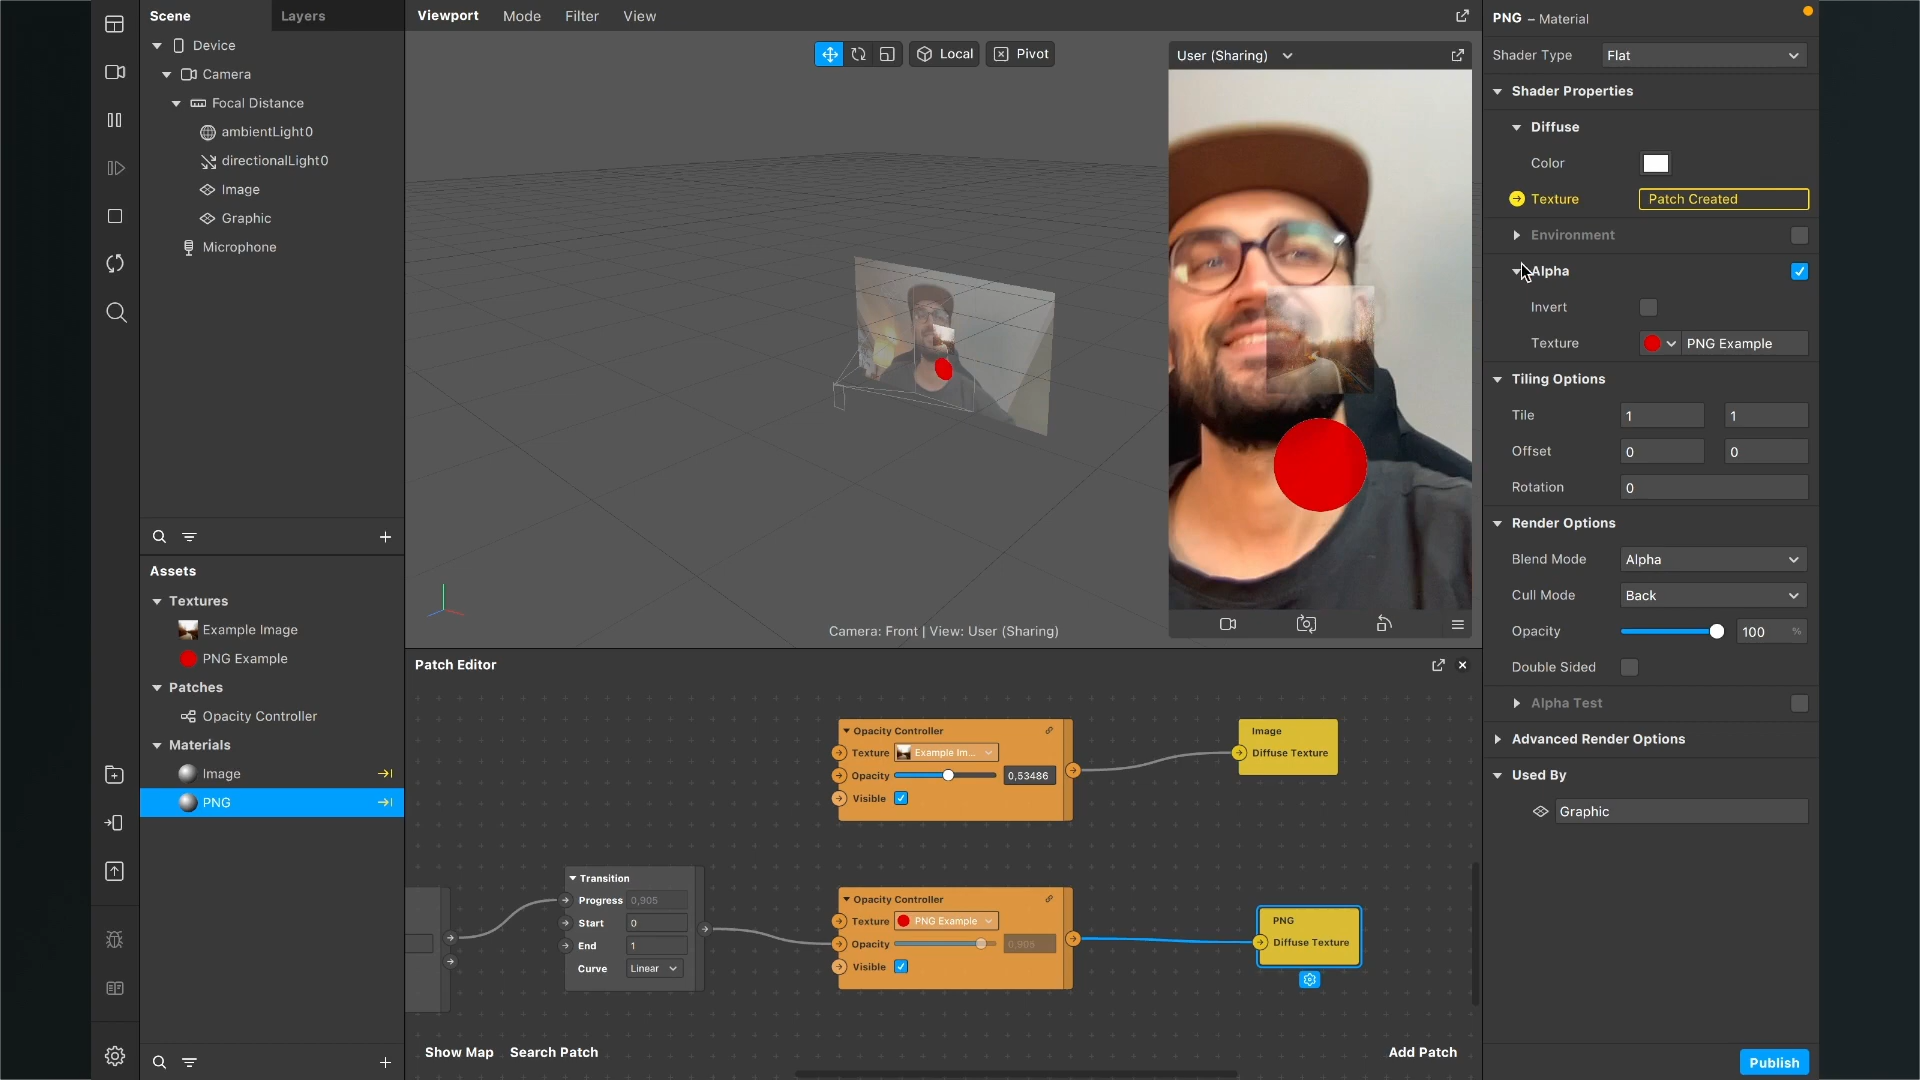 Scene
Layers
Device
Camera
Focal Distance
ambientLight0
directionalLight0
Image
Graphic
Microphone
Assets
Textures
Example Image
PNG Example
Patches
Opacity Controller
Materials
Image
PNG
Viewport Mode Filter View
Local Pivot
User (Sharing)
Camera: Front | View: User (Sharing)
Patch Editor
Opacity Controller
Texture Example Im...
Opacity 0,53486
Visible
Image
Diffuse Texture
Transition
Progress 0,905
Start 0
End 1
Curve Linear
Opacity Controller
Texture PNG Example
Opacity 0,905
Visible
PNG
Diffuse Texture
Show Map Search Patch
Add Patch
PNG – Material
Shader Type Flat
Shader Properties
Diffuse
Color
Texture Patch Created
Environment
Alpha
Invert
Texture PNG Example
Tiling Options
Tile 1 1
Offset 0 0
Rotation 0
Render Options
Blend Mode Alpha
Cull Mode Back
Opacity 100 %
Double Sided
Alpha Test
Advanced Render Options
Used By
Graphic
Publish